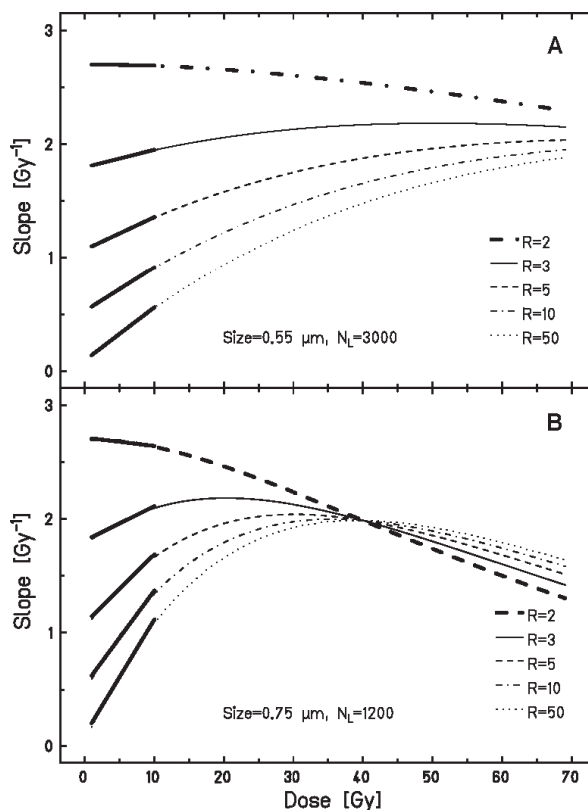 3
A
2
Slope [Gy⁻¹]
R=2
R=3
1
R=5
R=10
R=50
Size=0.55 μm, N_L=3000
0
3
B
2
Slope [Gy⁻¹]
R=2
R=3
1
R=5
R=10
R=50
Size=0.75 μm, N_L=1200
0
0 10 20 30 40 50 60 70
Dose [Gy]